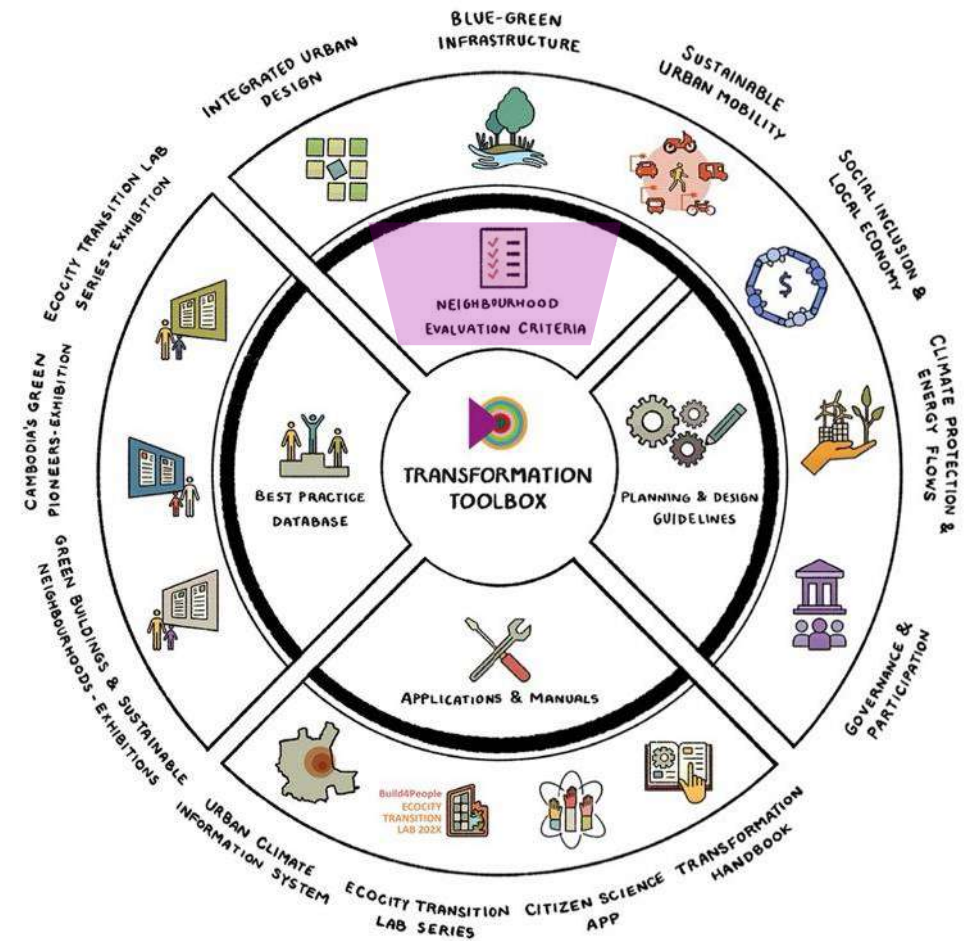 BLUE-GREEN
INFRASTRUCTURE
INTEGRATED URBAN
DESIGN
SUSTAINABLE
URBAN MOBILITY
ECOCITY TRANSITION LAB
SERIES-EXHIBITION
SOCIAL INCLUSION &
LOCAL ECONOMY
NEIGHBOURHOOD
EVALUATION CRITERIA
$
CAMBODIA'S GREEN
PIONEERS-EXHIBITION
CLIMATE PROTECTION &
ENERGY FLOWS
TRANSFORMATION
TOOLBOX
BEST PRACTICE
DATABASE
PLANNING & DESIGN
GUIDELINES
GREEN BUILDINGS & SUSTAINABLE
NEIGHBOURHOODS-EXHIBITIONS
GOVERNANCE &
PARTICIPATION
APPLICATIONS & MANUALS
Build4People
ECOCITY
TRANSITION
LAB 202X
URBAN CLIMATE
INFORMATION SYSTEM
ECOCITY TRANSITION
LAB SERIES
CITIZEN SCIENCE
APP
TRANSFORMATION
HANDBOOK